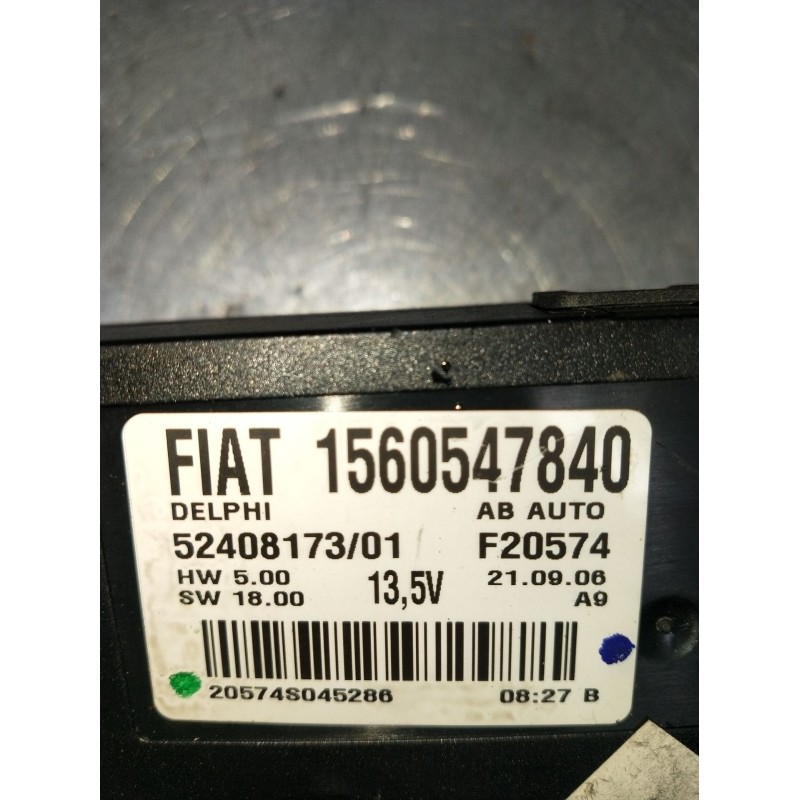 FIAT 1560547840
DELPHI AB AUTO
52408173/01 F20574
HW 5.00 13,5V 21.09.06
SW 18.00 A9
20574S045286 08:27 B